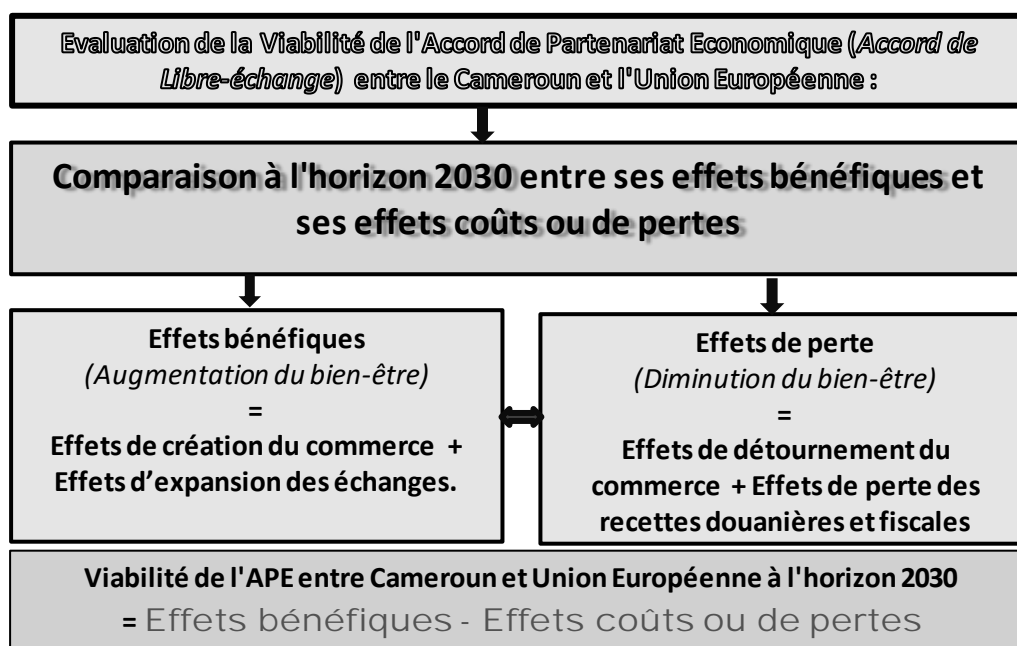 Evaluation de la Viabilité de l'Accord de Partenariat Economique (Accord de
Libre-échange) entre le Cameroun et l'Union Européenne :
Comparaison à l'horizon 2030 entre ses effets bénéfiques et
ses effets coûts ou de pertes
Effets bénéfiques
(Augmentation du bien-être)
=
Effets de création du commerce +
Effets d'expansion des échanges.
Effets de perte
(Diminution du bien-être)
=
Effets de détournement du
commerce + Effets de perte des
recettes douanières et fiscales
Viabilité de l'APE entre Cameroun et Union Européenne à l'horizon 2030
= Effets bénéfiques - Effets coûts ou de pertes